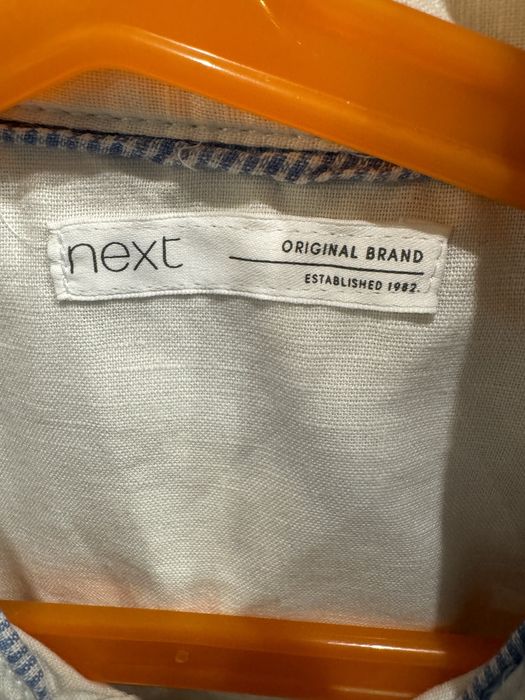 next
ORIGINAL BRAND
ESTABLISHED 1982.